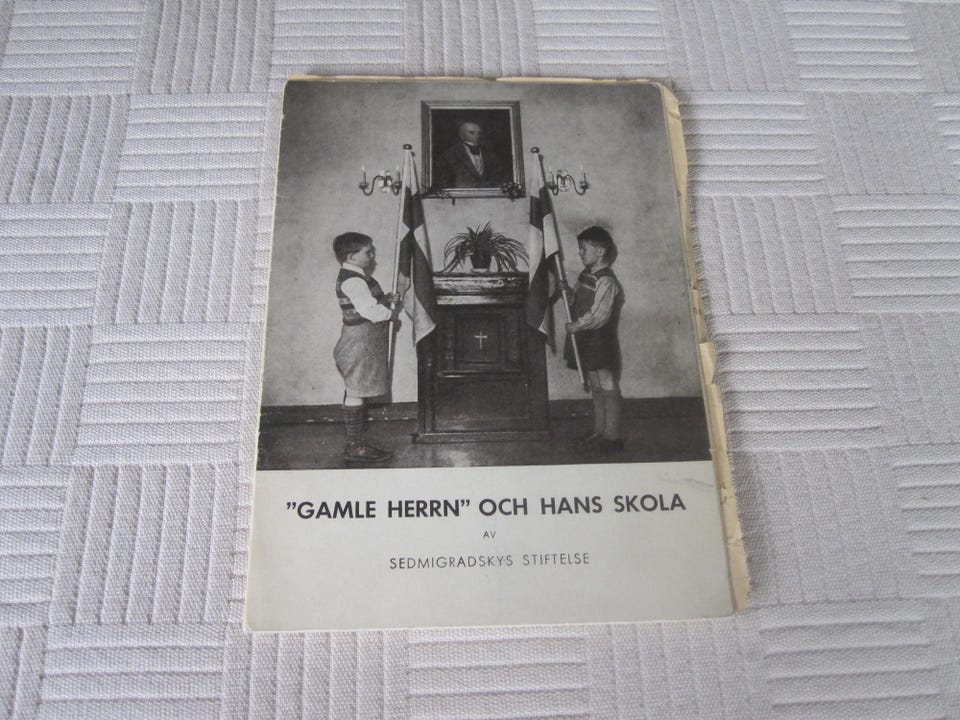 ”GAMLE HERRN” OCH HANS SKOLA
AV
SEDMIGRADSKYS STIFTELSE